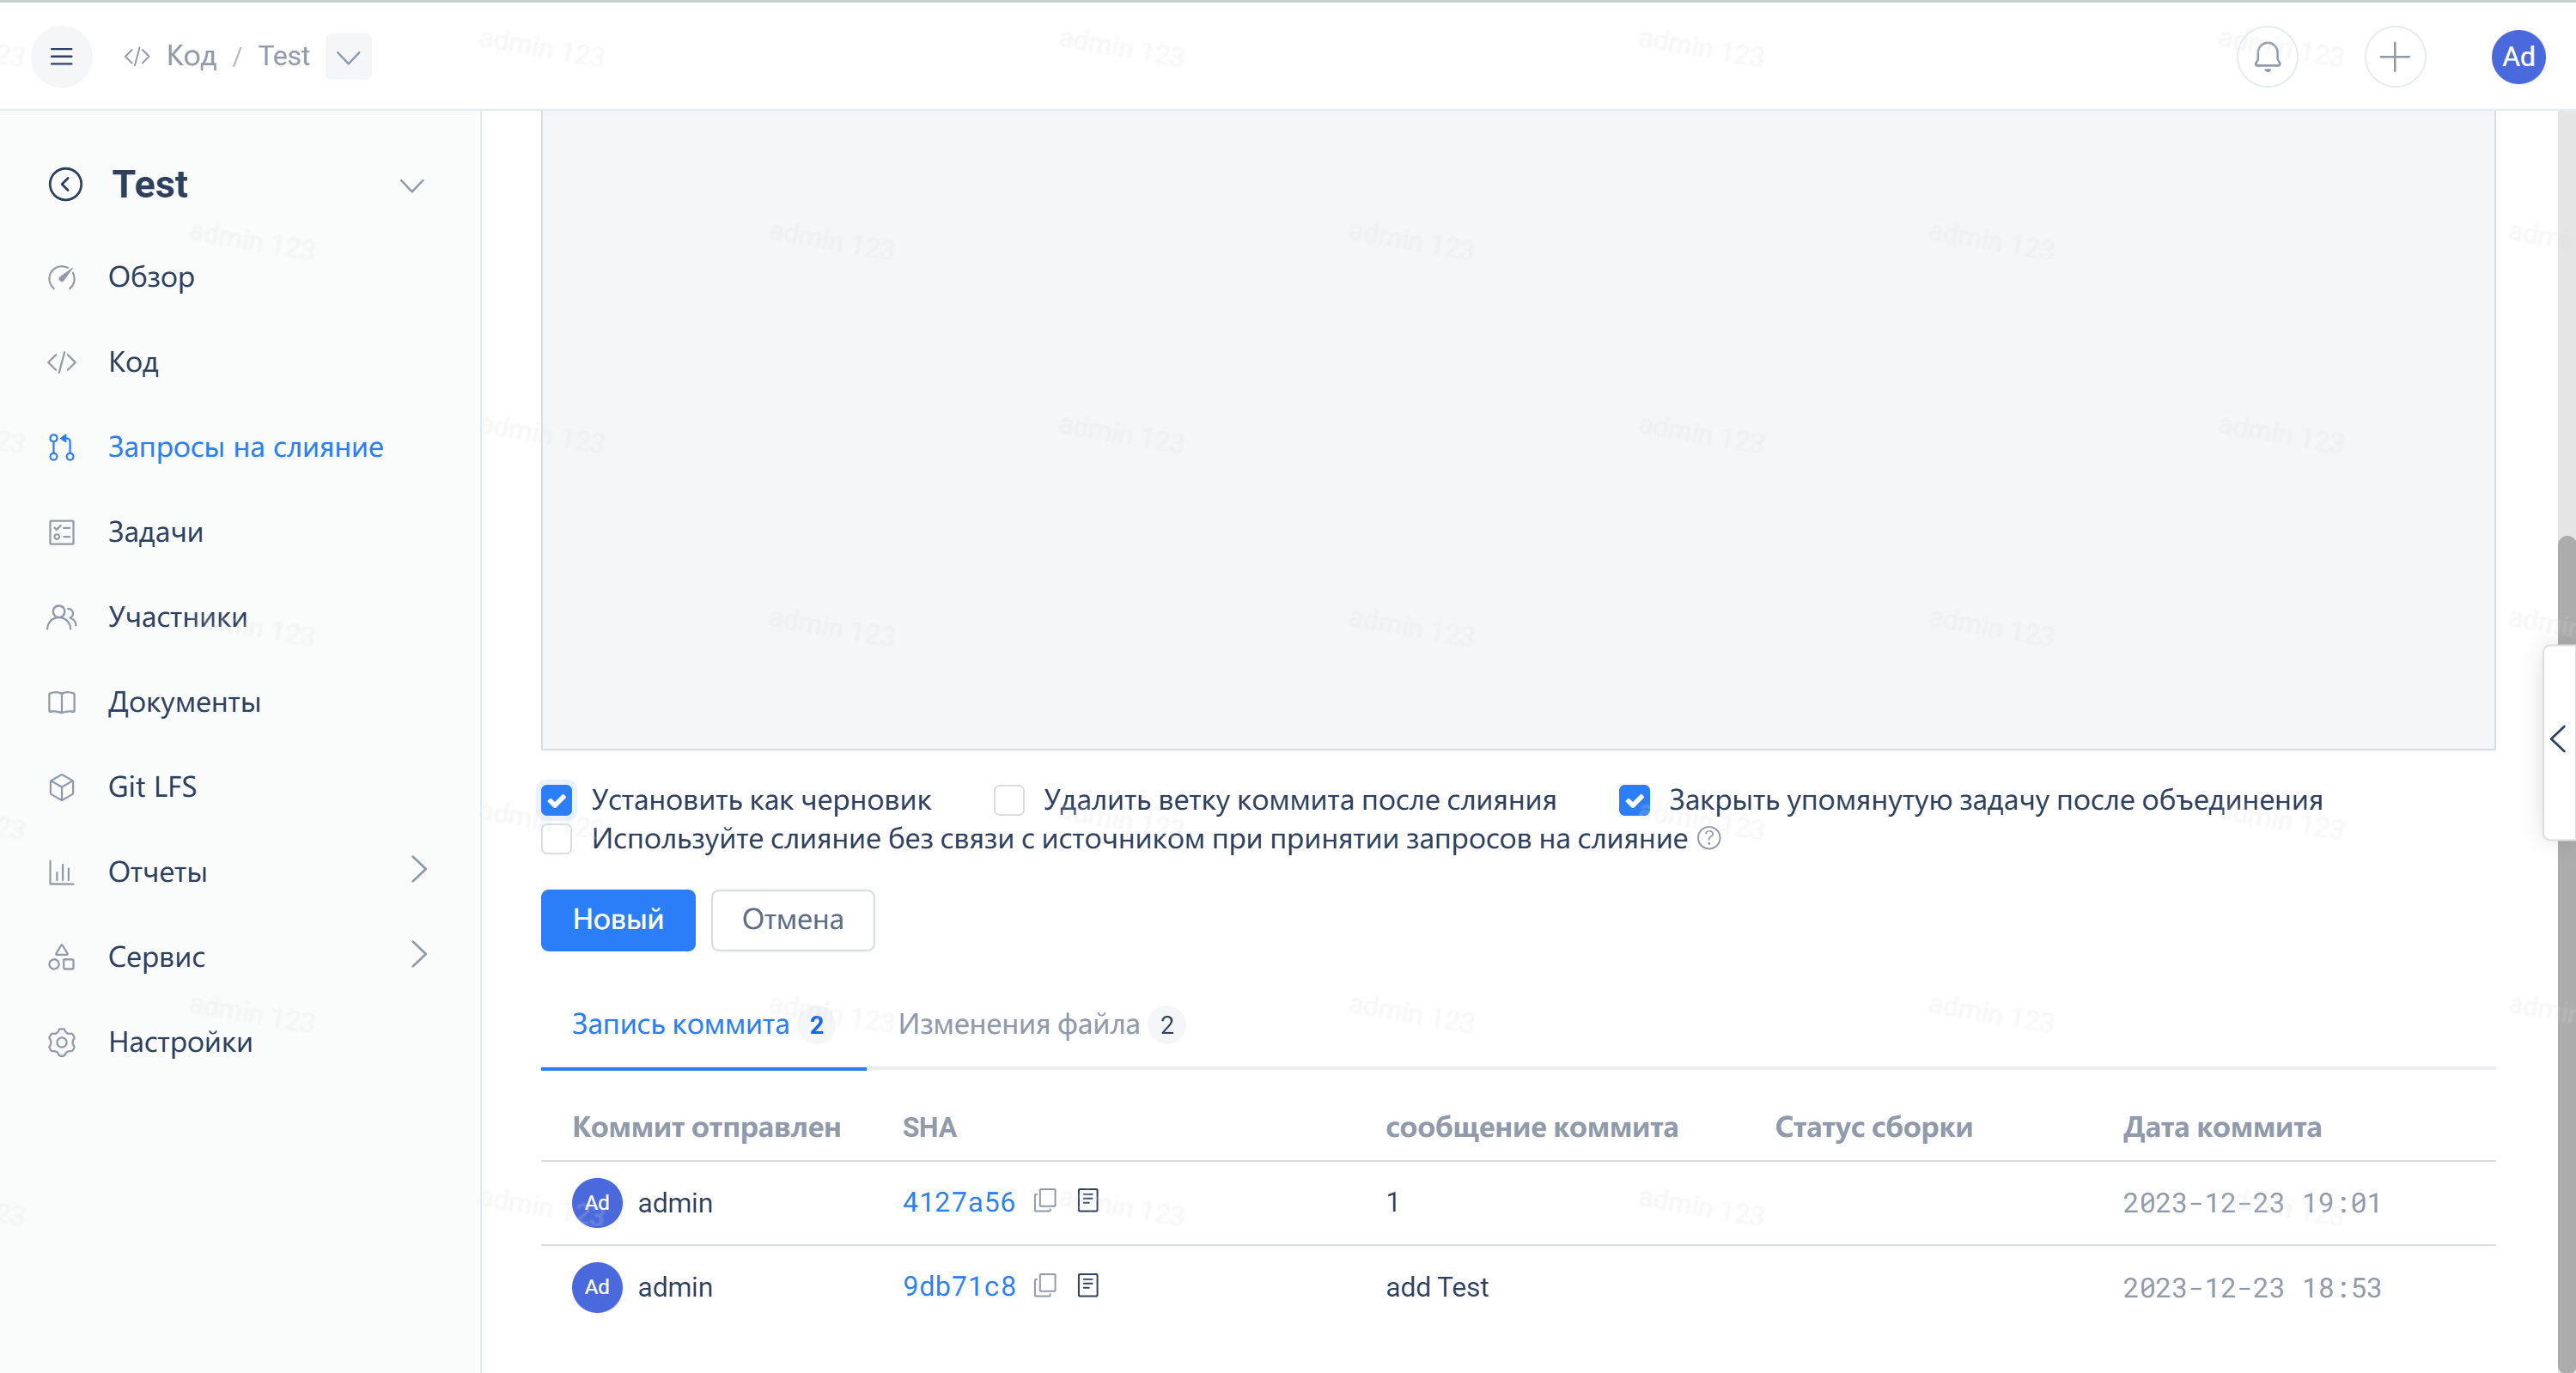 Код / Test
Ad
Test
Обзор
Код
Запросы на слияние
Задачи
Участники
Документы
Git LFS
Отчеты
Сервис
Настройки
Установить как черновик Удалить ветку коммита после слияния Закрыть упомянутую задачу после объединения
Используйте слияние без связи с источником при принятии запросов на слияние ?
Новый Отмена
Запись коммита 2 Изменения файла 2
Коммит отправлен SHA сообщение коммита Статус сборки Дата коммита
Ad admin 4127a56 1 2023-12-23 19:01
Ad admin 9db71c8 add Test 2023-12-23 18:53
admin 123